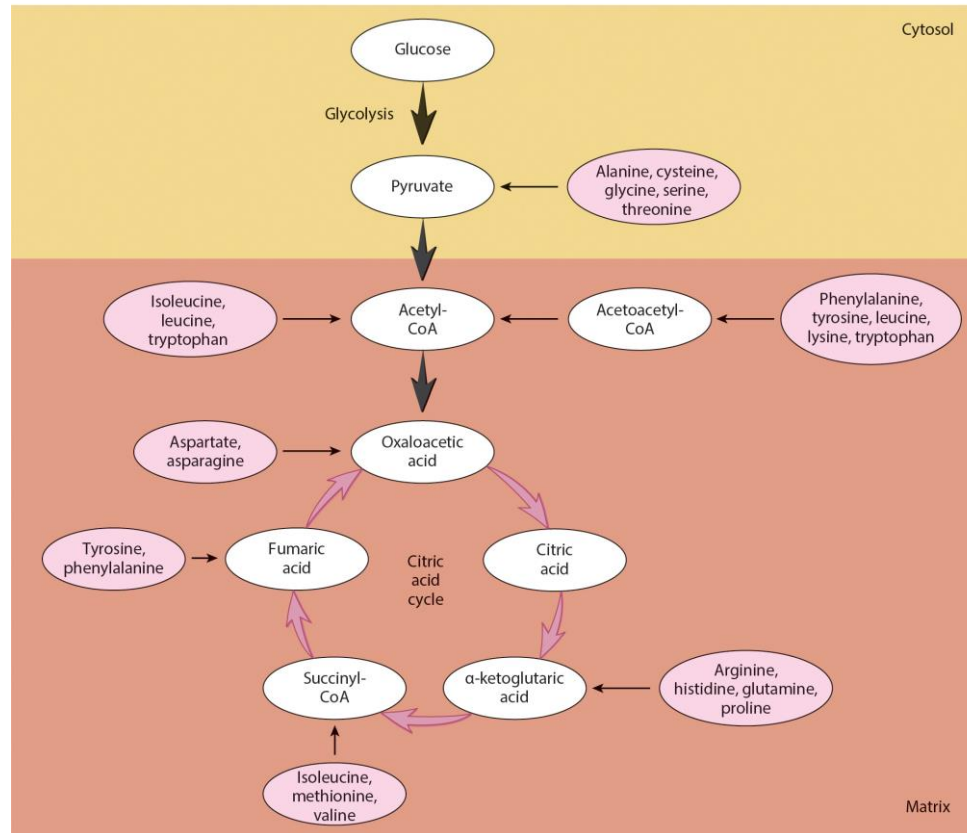 Cytosol
Glucose
Glycolysis
Pyruvate
Alanine, cysteine,
glycine, serine,
threonine
Isoleucine,
leucine,
tryptophan
Acetyl-
CoA
Acetoacetyl-
CoA
Phenylalanine,
tyrosine, leucine,
lysine, tryptophan
Aspartate,
asparagine
Oxaloacetic
acid
Tyrosine,
phenylalanine
Fumaric
acid
Citric
acid
cycle
Citric
acid
Succinyl-
CoA
α-ketoglutaric
acid
Arginine,
histidine, glutamine,
proline
Isoleucine,
methionine,
valine
Matrix